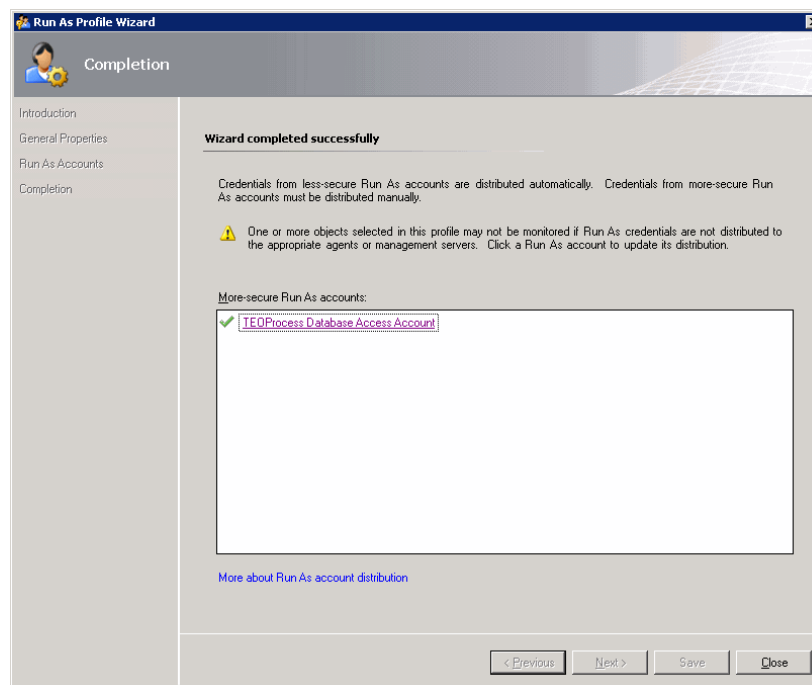 Run As Profile Wizard
Completion
Introduction
General Properties
Run As Accounts
Completion
Wizard completed successfully
Credentials from less-secure Run As accounts are distributed automatically. Credentials from more-secure Run
As accounts must be distributed manually.
One or more objects selected in this profile may not be monitored if Run As credentials are not distributed to
the appropriate agents or management servers. Click a Run As account to update its distribution.
More-secure Run As accounts:
TEOProcess Database Access Account
More about Run As account distribution
< Previous
Next >
Save
Close